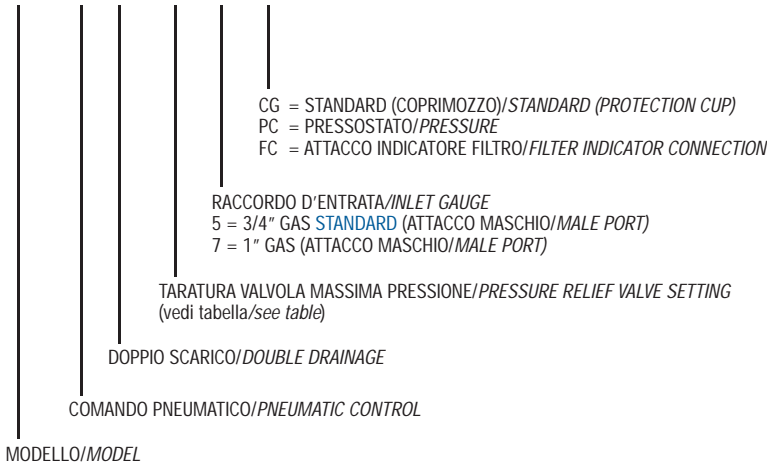 CG = STANDARD (COPRIMOZZO)/STANDARD (PROTECTION CUP)
PC = PRESSOSTATO/PRESSURE
FC = ATTACCO INDICATORE FILTRO/FILTER INDICATOR CONNECTION
RACCORDO D'ENTRATA/INLET GAUGE
5 = 3/4" GAS STANDARD (ATTACCO MASCHIO/MALE PORT)
7 = 1" GAS (ATTACCO MASCHIO/MALE PORT)
TARATURA VALVOLA MASSIMA PRESSIONE/PRESSURE RELIEF VALVE SETTING
(vedi tabella/see table)
DOPPIO SCARICO/DOUBLE DRAINAGE
COMANDO PNEUMATICO/PNEUMATIC CONTROL
MODELLO/MODEL